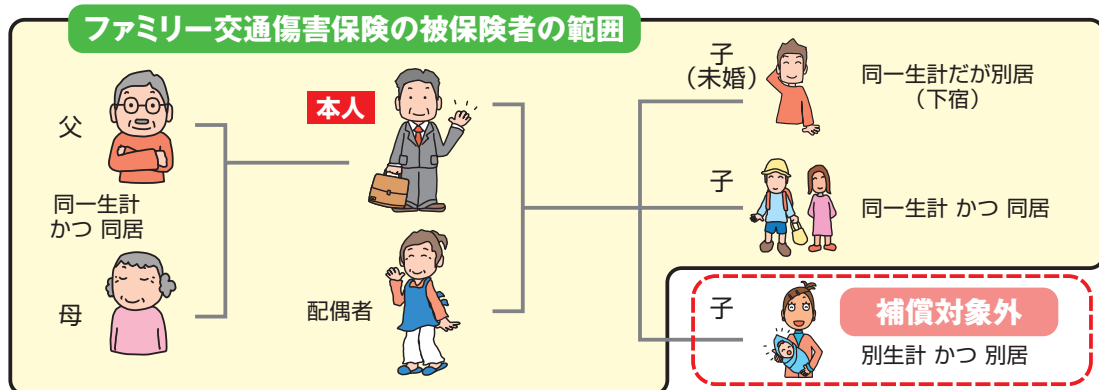 ファミリー交通傷害保険の被保険者の範囲
父
同一生計
かつ 同居
母
本人
配偶者
子
（未婚）
同一生計だが別居
（下宿）
子
同一生計 かつ 同居
子
補償対象外
別生計 かつ 別居